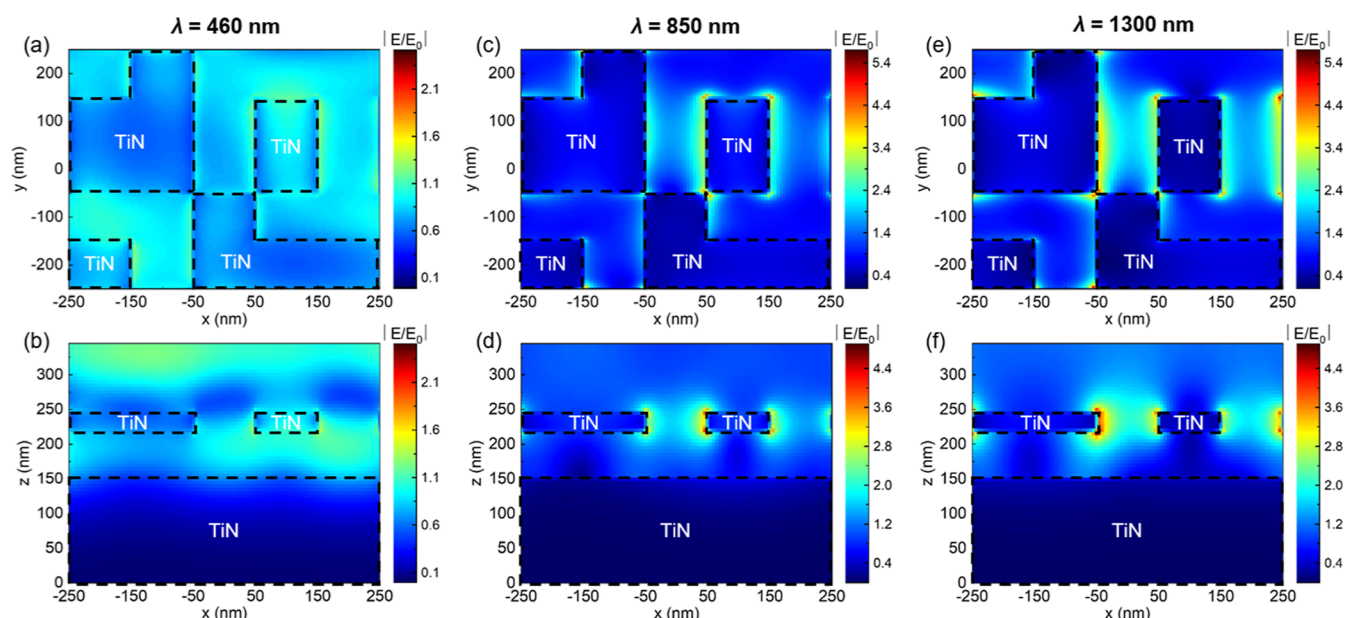 λ = 460 nm
λ = 850 nm
λ = 1300 nm
(a)
| E/E0 |
y (nm)
200
100
0
-100
-200
TiN
TiN
TiN
TiN
-250
-150
-50
50
150
250
x (nm)
2.1
1.6
1.1
0.6
0.1
(c)
| E/E0 |
y (nm)
200
100
0
-100
-200
TiN
TiN
TiN
TiN
-250
-150
-50
50
150
250
x (nm)
5.4
4.4
3.4
2.4
1.4
0.4
(e)
| E/E0 |
y (nm)
200
100
0
-100
-200
TiN
TiN
TiN
TiN
-250
-150
-50
50
150
250
x (nm)
5.4
4.4
3.4
2.4
1.4
0.4
(b)
| E/E0 |
z (nm)
300
250
200
150
100
50
0
TiN
TiN
TiN
-250
-150
-50
50
150
250
x (nm)
2.1
1.6
1.1
0.6
0.1
(d)
| E/E0 |
z (nm)
300
250
200
150
100
50
0
TiN
TiN
TiN
-250
-150
-50
50
150
250
x (nm)
4.4
3.6
2.8
2.0
1.2
0.4
(f)
| E/E0 |
z (nm)
300
250
200
150
100
50
0
TiN
TiN
TiN
-250
-150
-50
50
150
250
x (nm)
4.4
3.6
2.8
2.0
1.2
0.4